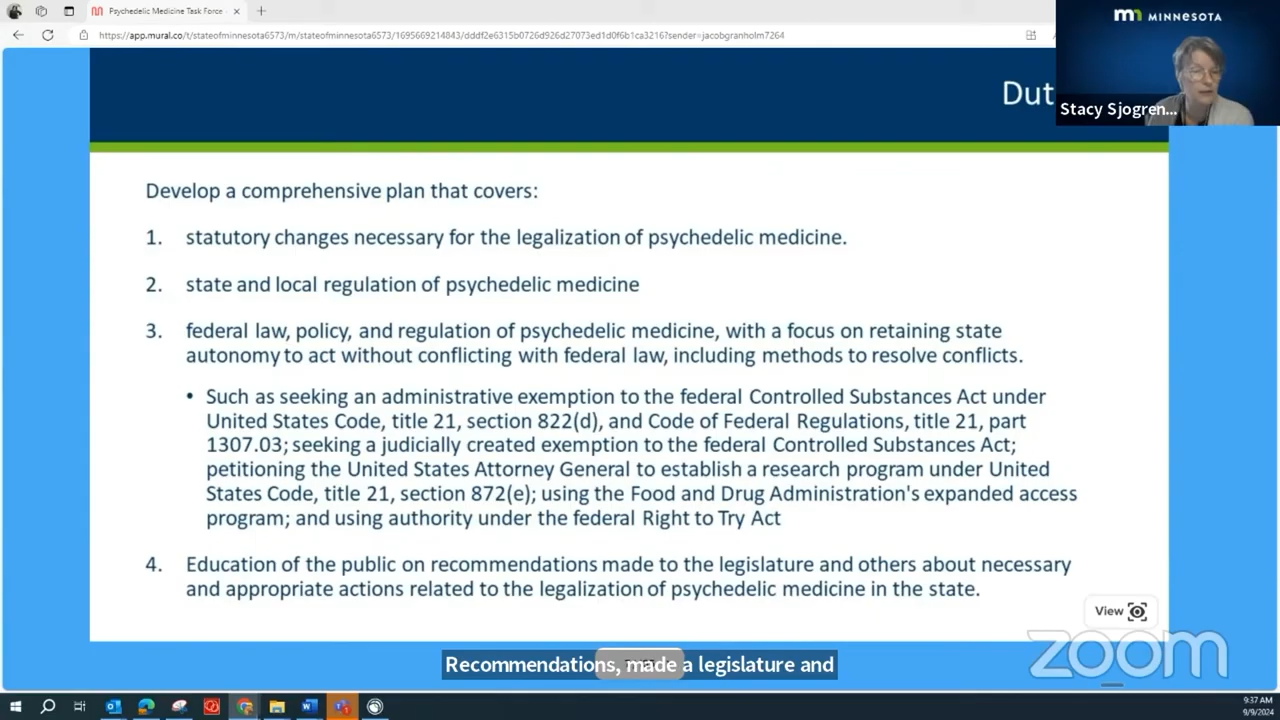 Psychedelic Medicine Task Force
https://app.mural.co/t/stateofminnesota6573/m/stateofminnesota6573/1695669214843/dddf2e6315b0726d926d27073ed1d0f6b1ca3216?sender=jacobgranholm7264
MINNESOTA
Stacy Sjogren...
Dut
Develop a comprehensive plan that covers:
1. statutory changes necessary for the legalization of psychedelic medicine.
2. state and local regulation of psychedelic medicine
3. federal law, policy, and regulation of psychedelic medicine, with a focus on retaining state
autonomy to act without conflicting with federal law, including methods to resolve conflicts.
• Such as seeking an administrative exemption to the federal Controlled Substances Act under
United States Code, title 21, section 822(d), and Code of Federal Regulations, title 21, part
1307.03; seeking a judicially created exemption to the federal Controlled Substances Act;
petitioning the United States Attorney General to establish a research program under United
States Code, title 21, section 872(e); using the Food and Drug Administration's expanded access
program; and using authority under the federal Right to Try Act
4. Education of the public on recommendations made to the legislature and others about necessary
and appropriate actions related to the legalization of psychedelic medicine in the state.
View
zoom
Recommendations, made a legislature and
9:37 AM
9/9/2024